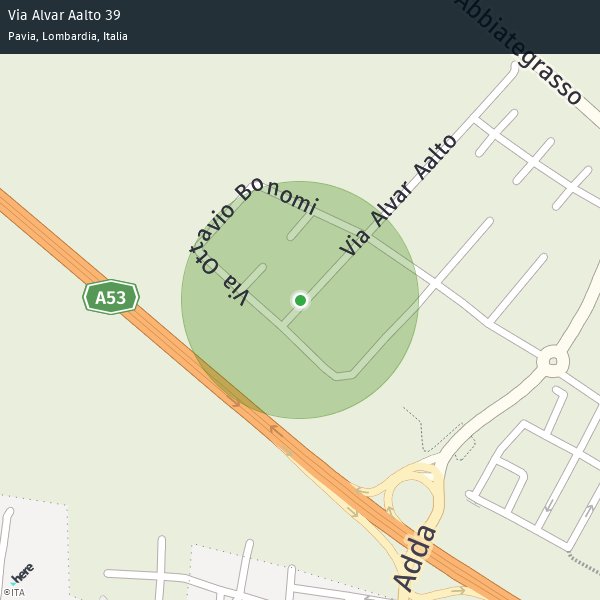 Via Alvar Aalto 39
Pavia, Lombardia, Italia
Abbiategrasso
Via Alvar Aalto
Via Ottavio Bonomi
A53
Adda
here
©ITA